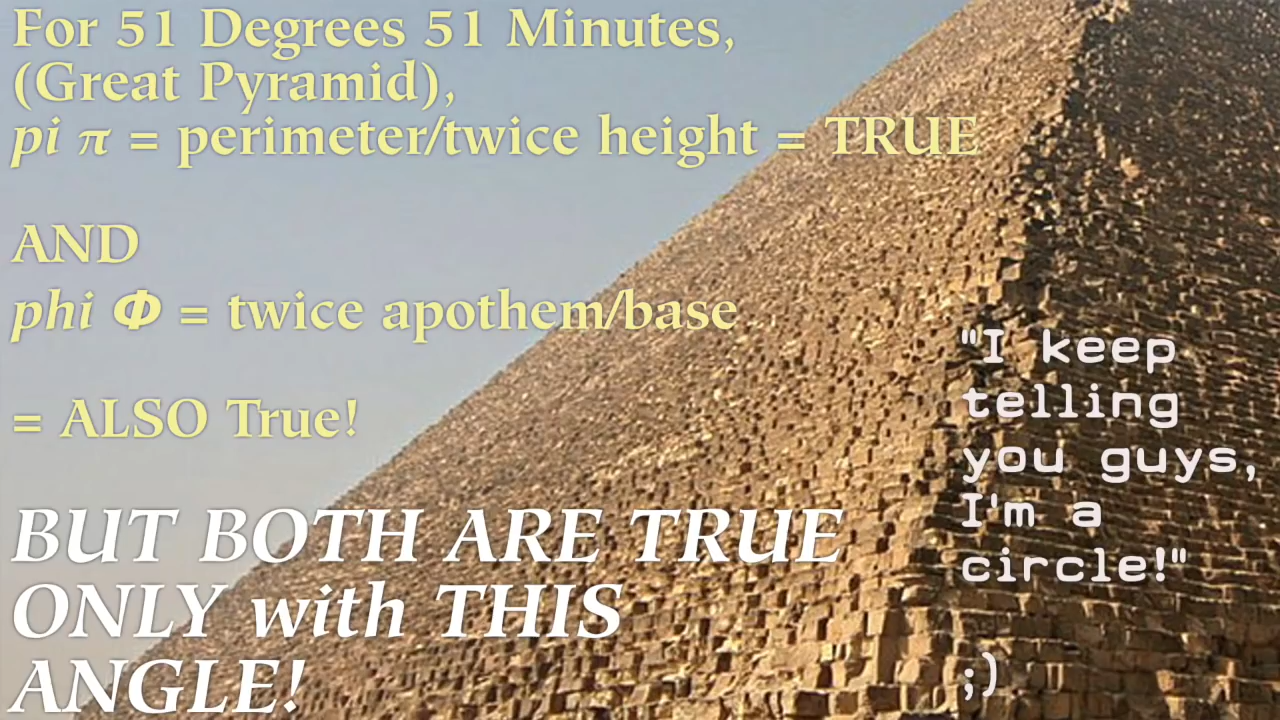 For 51 Degrees 51 Minutes,
(Great Pyramid),
pi π = perimeter/twice height = TRUE
AND
phi Φ = twice apothem/base
= ALSO True!
BUT BOTH ARE TRUE
ONLY with THIS
ANGLE!
"I keep
telling
you guys,
I'm a
circle!"
;)